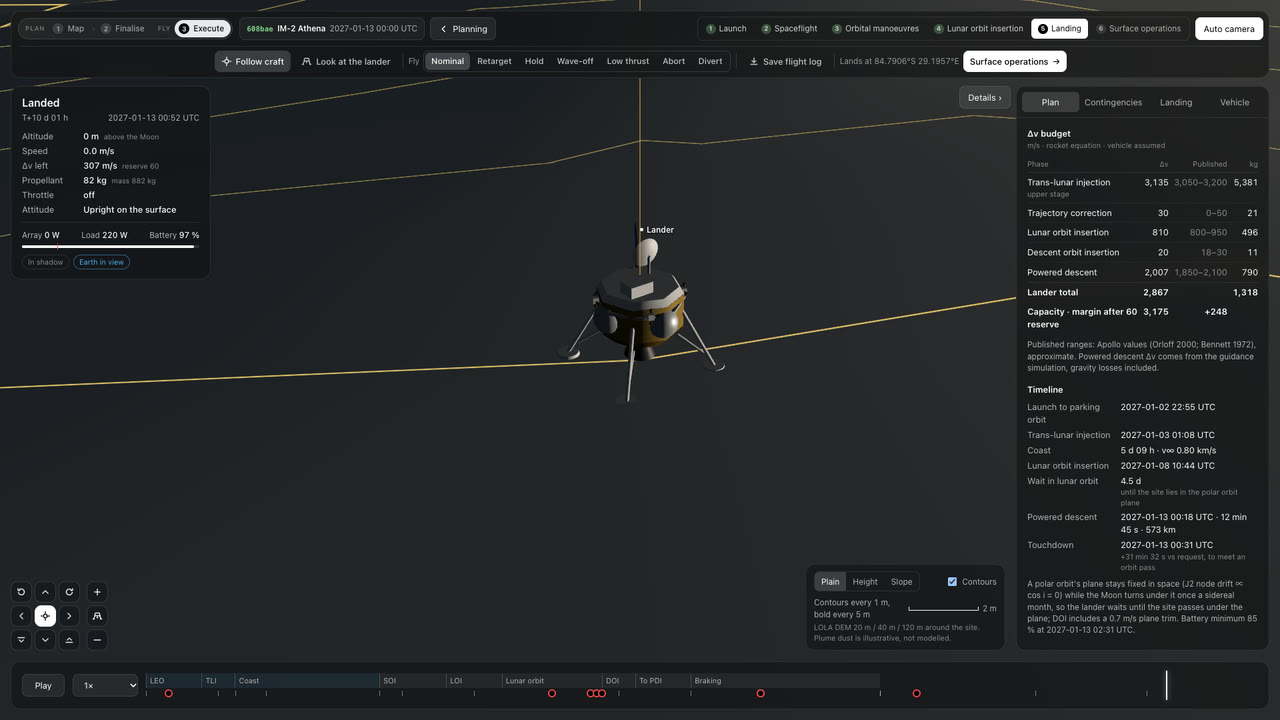 PLAN 1 Map 2 Finalise FLY 3 Execute
608bae IM-2 Athena 2027-01-13 00:00 UTC
Planning
1 Launch 2 Spaceflight 3 Orbital manoeuvres 4 Lunar orbit insertion 5 Landing 6 Surface operations
Auto camera
Follow craft Look at the lander Fly Nominal Retarget Hold Wave-off Low thrust Abort Divert Save flight log Lands at 84.7906°S 29.1957°E Surface operations →
Landed
T+10 d 01 h 2027-01-13 00:52 UTC
Altitude 0 m above the Moon
Speed 0.0 m/s
Δv left 307 m/s reserve 60
Propellant 82 kg mass 882 kg
Throttle off
Attitude Upright on the surface
Array 0 W Load 220 W Battery 97 %
In shadow Earth in view
Details ›
Lander
Plan Contingencies Landing Vehicle
Δv budget
m/s · rocket equation · vehicle assumed
Phase Δv Published kg
Trans-lunar injection 3,135 3,050–3,200 5,381
upper stage
Trajectory correction 30 0–50 21
Lunar orbit insertion 810 800–950 496
Descent orbit insertion 20 18–30 11
Powered descent 2,007 1,850–2,100 790
Lander total 2,867 1,318
Capacity · margin after 60 3,175 +248
reserve
Published ranges: Apollo values (Orloff 2000; Bennett 1972),
approximate. Powered descent Δv comes from the guidance
simulation, gravity losses included.
Timeline
Launch to parking 2027-01-02 22:55 UTC
orbit
Trans-lunar injection 2027-01-03 01:08 UTC
Coast 5 d 09 h · v∞ 0.80 km/s
Lunar orbit insertion 2027-01-08 10:44 UTC
Wait in lunar orbit 4.5 d
until the site lies in the polar orbit
plane
Powered descent 2027-01-13 00:18 UTC · 12 min
45 s · 573 km
Touchdown 2027-01-13 00:31 UTC
+31 min 32 s vs request, to meet an
orbit pass
A polar orbit's plane stays fixed in space (J2 node drift ∝
cos i = 0) while the Moon turns under it once a sidereal
month, so the lander waits until the site passes under the
plane; DOI includes a 0.7 m/s plane trim. Battery minimum 85
% at 2027-01-13 02:31 UTC.
Plain Height Slope Contours
Contours every 1 m,
bold every 5 m
2 m
LOLA DEM 20 m / 40 m / 120 m around the site.
Plume dust is illustrative, not modelled.
Play 1×
LEO TLI Coast SOI LOI Lunar orbit DOI To PDI Braking